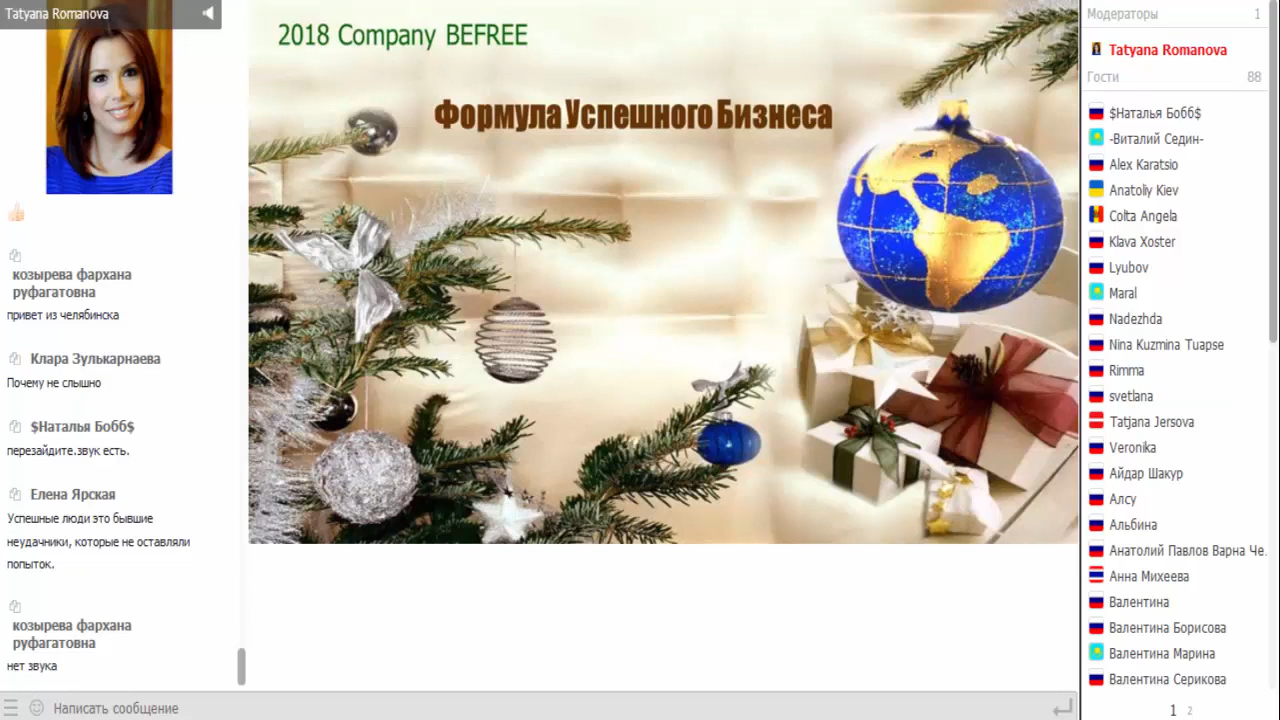 Tatyana Romanova
козырева фархана
руфагатовна
привет из челябинска
Клара Зулькарнаева
Почему не слышно
$Наталья Бобб$
перезайдите.звук есть.
Елена Ярская
Успешные люди это бывшие
неудачники, которые не оставляли
попыток.
козырева фархана
руфагатовна
нет звука
Написать сообщение
2018 Company BEFREE
Формула Успешного Бизнеса
Модераторы 1
Tatyana Romanova
Гости 88
$Наталья Бобб$
-Виталий Седин-
Alex Karatsio
Anatoliy Kiev
Colta Angela
Klava Xoster
Lyubov
Maral
Nadezhda
Nina Kuzmina Tuapse
Rimma
svetlana
Tatjana Jersova
Veronika
Айдар Шакур
Алсу
Альбина
Анатолий Павлов Варна Че.
Анна Михеева
Валентина
Валентина Борисова
Валентина Марина
Валентина Серикова
1 2